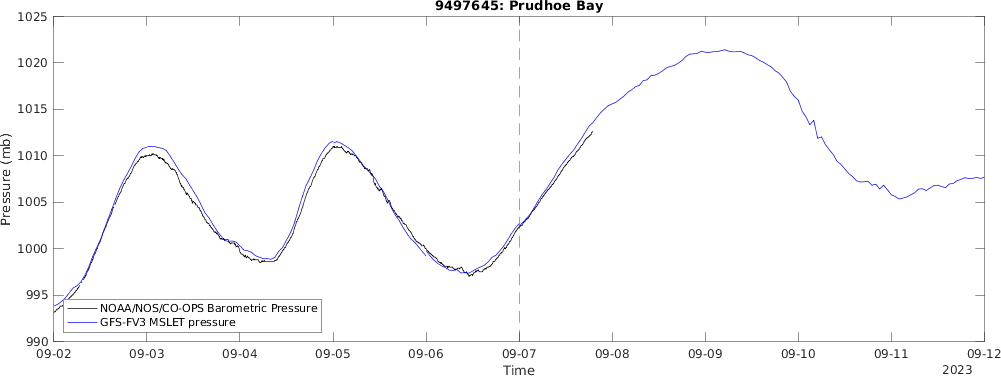 9497645: Prudhoe Bay
1025
1020
1015
1010
1005
1000
995
990
Pressure (mb)
NOAA/NOS/CO-OPS Barometric Pressure
GFS-FV3 MSLET pressure
09-02 09-03 09-04 09-05 09-06 09-07 09-08 09-09 09-10 09-11 09-12
Time
2023